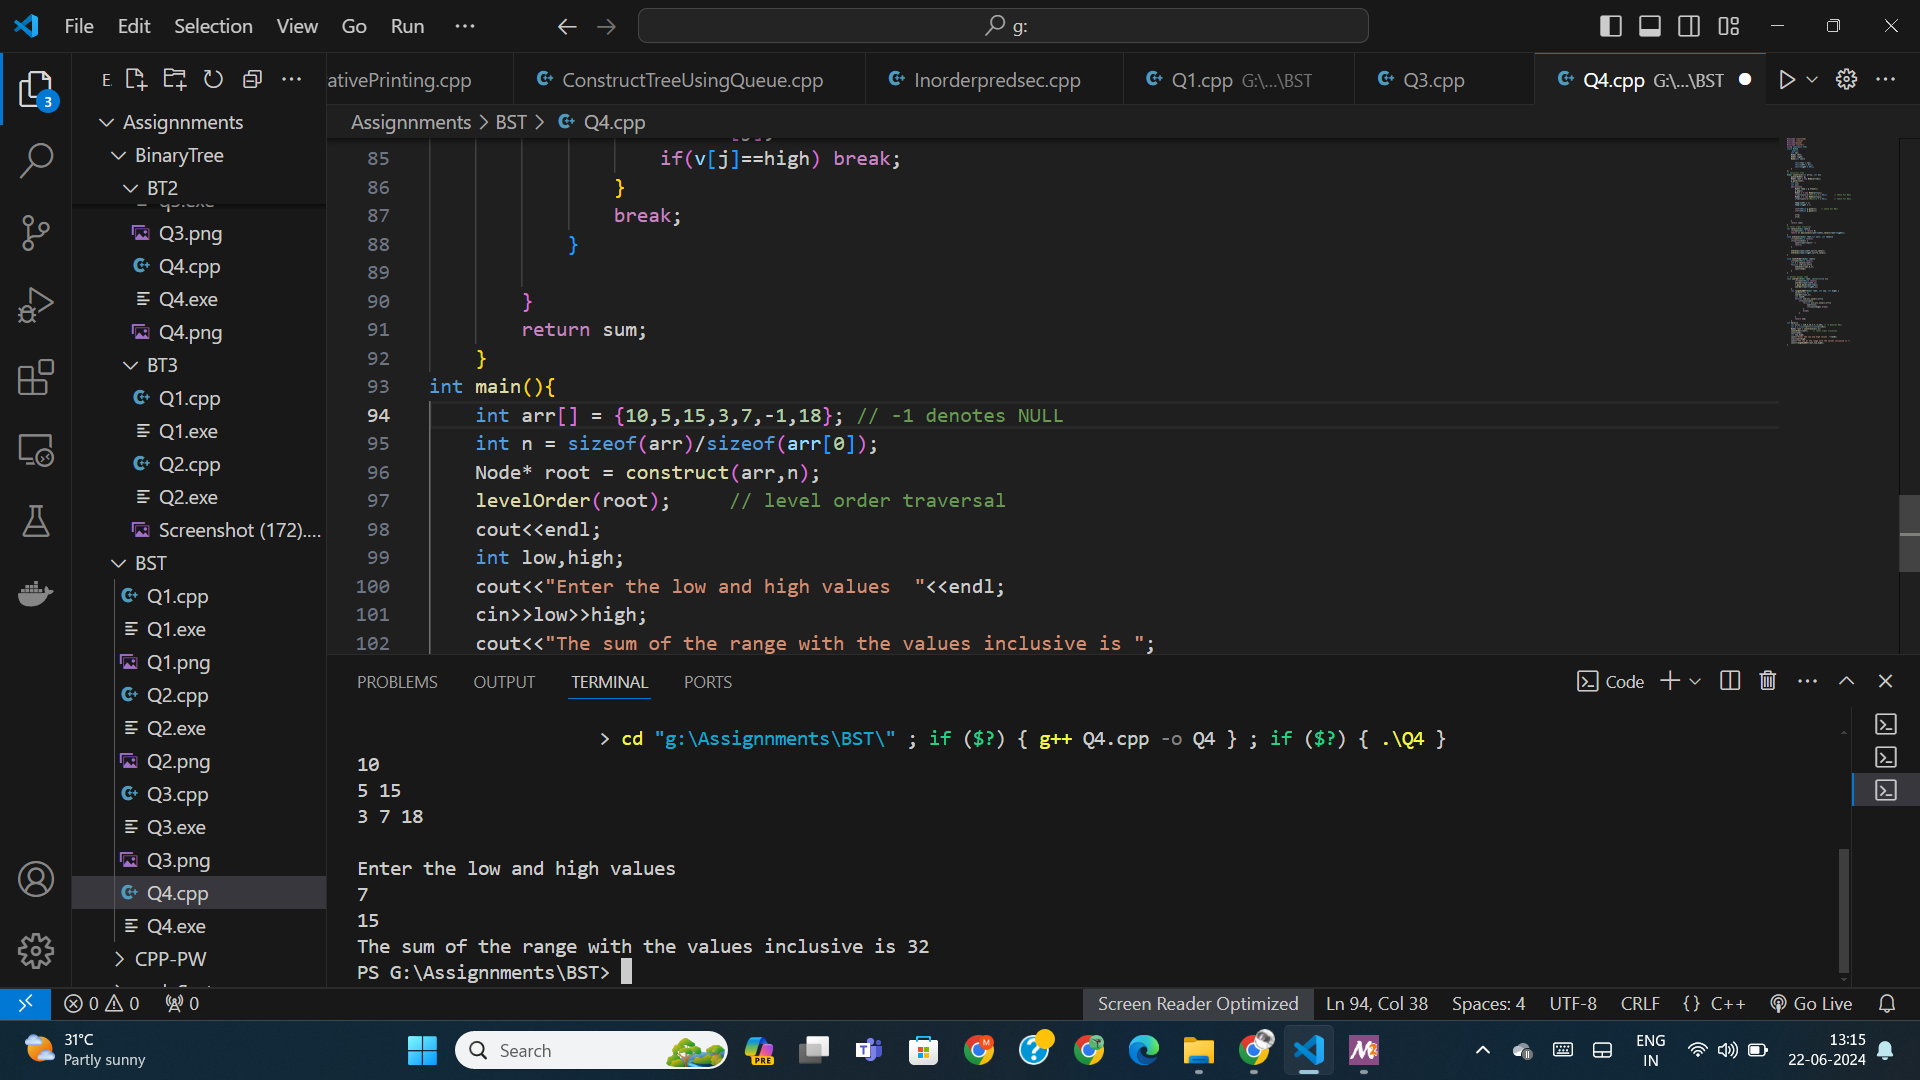 File Edit Selection View Go Run ··· g:
E ativePrinting.cpp ConstructTreeUsingQueue.cpp Inorderpredsec.cpp Q1.cpp G:\...\BST Q3.cpp Q4.cpp G:\...\BST
3
Assignnments > BST > Q4.cpp
Assignnments
BinaryTree
BT2
q3.exe
Q3.png
Q4.cpp
Q4.exe
Q4.png
BT3
Q1.cpp
Q1.exe
Q2.cpp
Q2.exe
Screenshot (172)....
BST
Q1.cpp
Q1.exe
Q1.png
Q2.cpp
Q2.exe
Q2.png
Q3.cpp
Q3.exe
Q3.png
Q4.cpp
Q4.exe
CPP-PW
85 if(v[j]==high) break;
86 }
87 break;
88 }
89
90 }
91 return sum;
92 }
93 int main(){
94 int arr[] = {10,5,15,3,7,-1,18}; // -1 denotes NULL
95 int n = sizeof(arr)/sizeof(arr[0]);
96 Node* root = construct(arr,n);
97 levelOrder(root); // level order traversal
98 cout<<endl;
99 int low,high;
100 cout<<"Enter the low and high values  "<<endl;
101 cin>>low>>high;
102 cout<<"The sum of the range with the values inclusive is ";
PROBLEMS OUTPUT TERMINAL PORTS Code
> cd "g:\Assignnments\BST\" ; if ($?) { g++ Q4.cpp -o Q4 } ; if ($?) { .\Q4 }
10
5 15
3 7 18
Enter the low and high values
7
15
The sum of the range with the values inclusive is 32
PS G:\Assignnments\BST>
0 0 0 Screen Reader Optimized Ln 94, Col 38 Spaces: 4 UTF-8 CRLF {} C++ Go Live
31°C
Partly sunny
Search
PRE
ENG
IN
13:15
22-06-2024